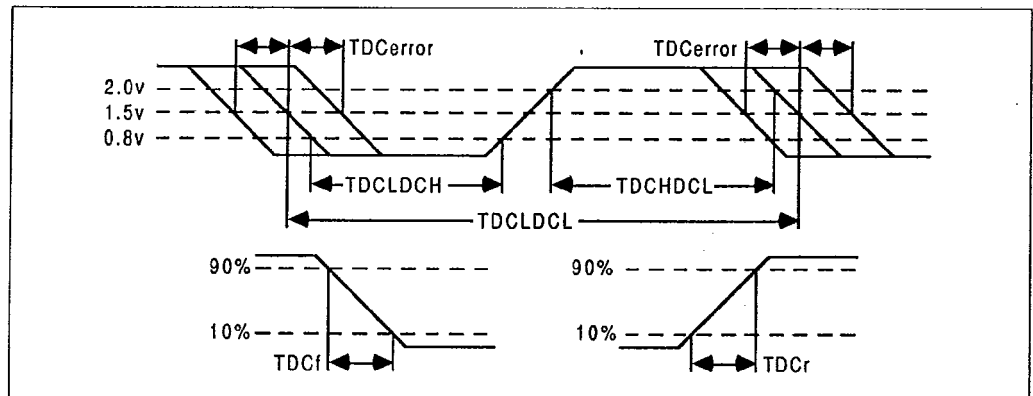 TDCerror TDCerror
2.0v
1.5v
0.8v
TDCLDCH TDCHDCL
TDCLDCL
90% 90%
10% 10%
TDCf TDCr